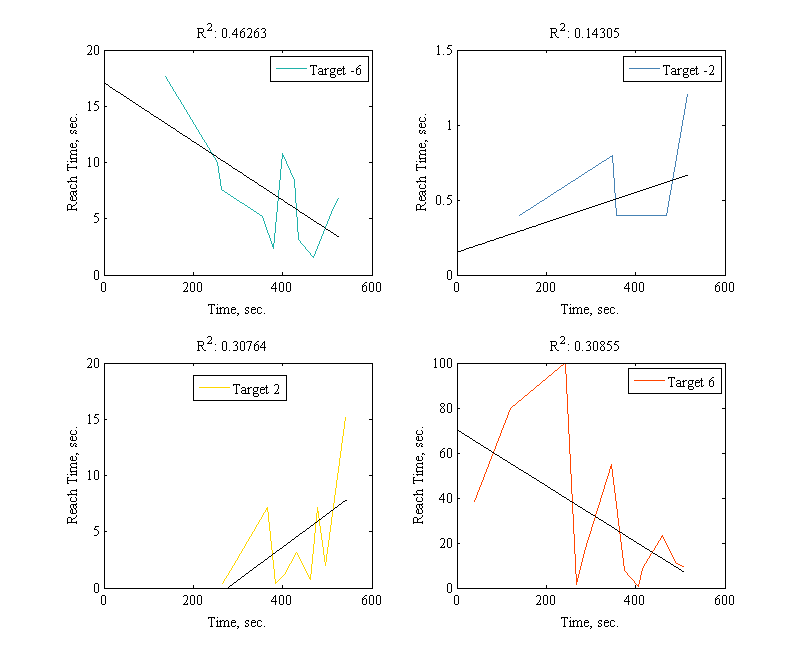 R²: 0.46263
Target -6
20
15
10
5
0
Reach Time, sec.
0 200 400 600
Time, sec.
R²: 0.14305
Target -2
1.5
1
0.5
0
Reach Time, sec.
0 200 400 600
Time, sec.
R²: 0.30764
Target 2
20
15
10
5
0
Reach Time, sec.
0 200 400 600
Time, sec.
R²: 0.30855
Target 6
100
80
60
40
20
0
Reach Time, sec.
0 200 400 600
Time, sec.